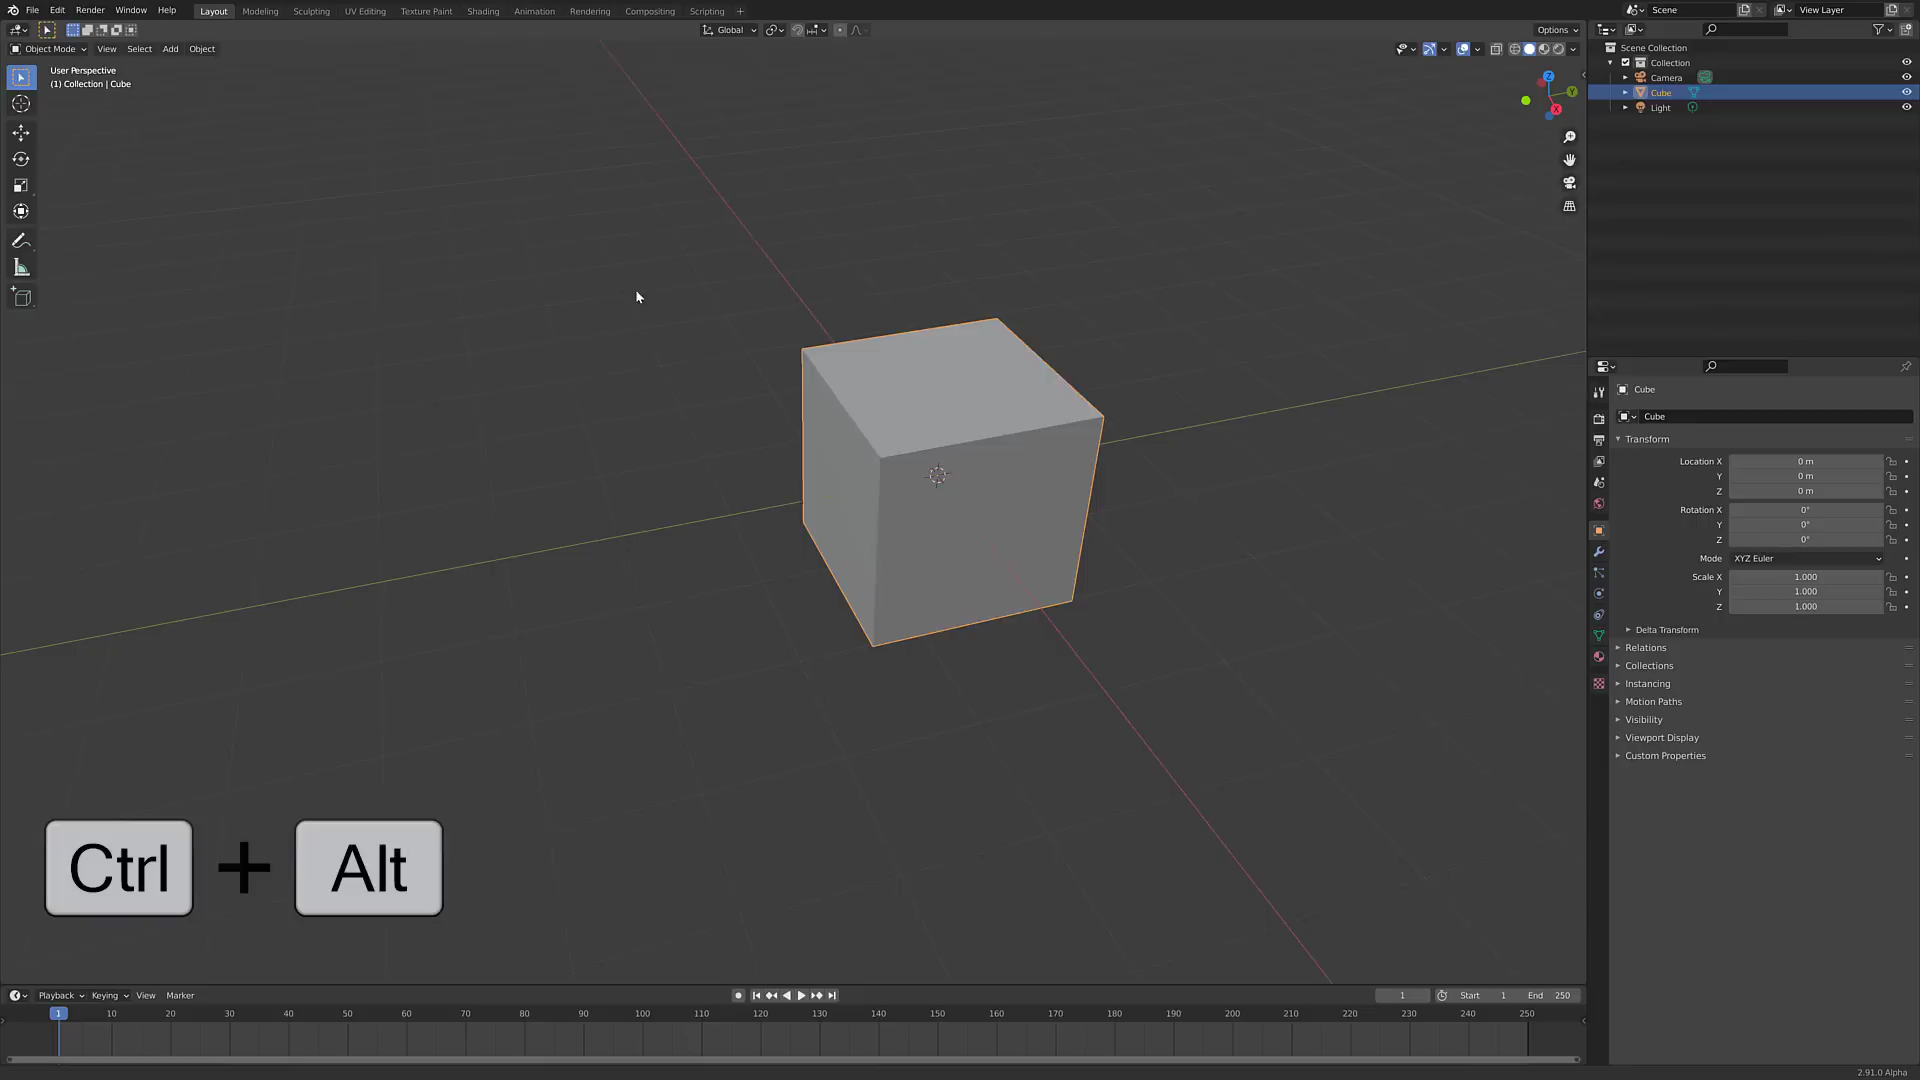 File Edit Render Window Help Layout Modeling Sculpting UV Editing Texture Paint Shading Animation Rendering Compositing Scripting + Scene View Layer
Global Options
Object Mode View Select Add Object
User Perspective
(1) Collection | Cube
Z
Y
X
Scene Collection
Collection
Camera
Cube
Light
Cube
Cube
Transform
Location X 0 m
Y 0 m
Z 0 m
Rotation X 0°
Y 0°
Z 0°
Mode XYZ Euler
Scale X 1.000
Y 1.000
Z 1.000
Delta Transform
Relations
Collections
Instancing
Motion Paths
Visibility
Viewport Display
Custom Properties
Ctrl + Alt
Playback Keying View Marker 1 Start 1 End 250
1 10 20 30 40 50 60 70 80 90 100 110 120 130 140 150 160 170 180 190 200 210 220 230 240 250
2.91.0 Alpha